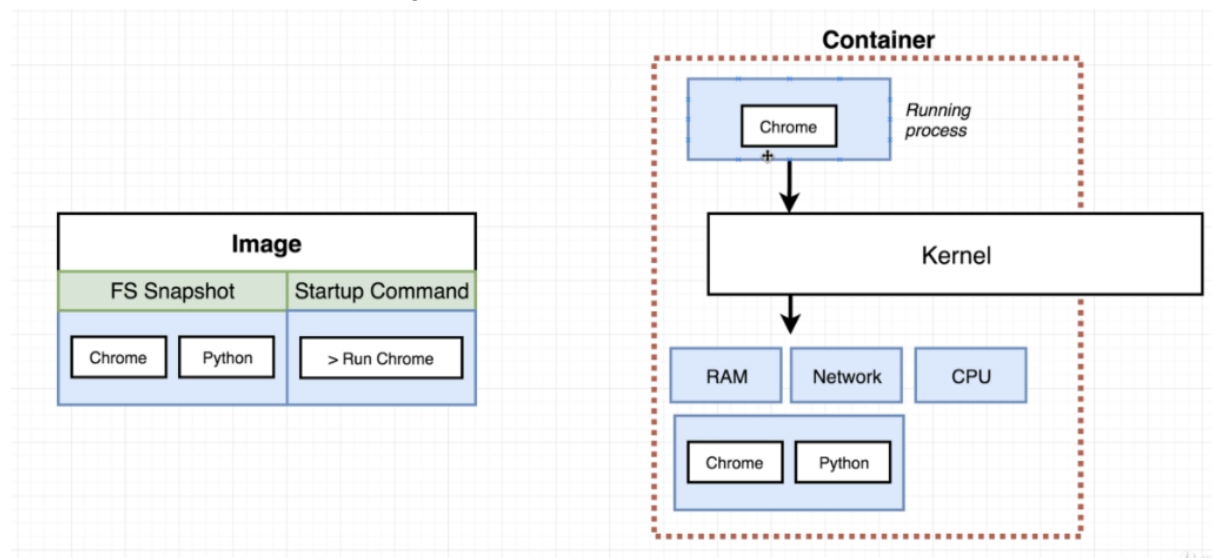 Container
Chrome
Running
process
Image
FS Snapshot
Startup Command
Chrome
Python
> Run Chrome
Kernel
RAM
Network
CPU
Chrome
Python